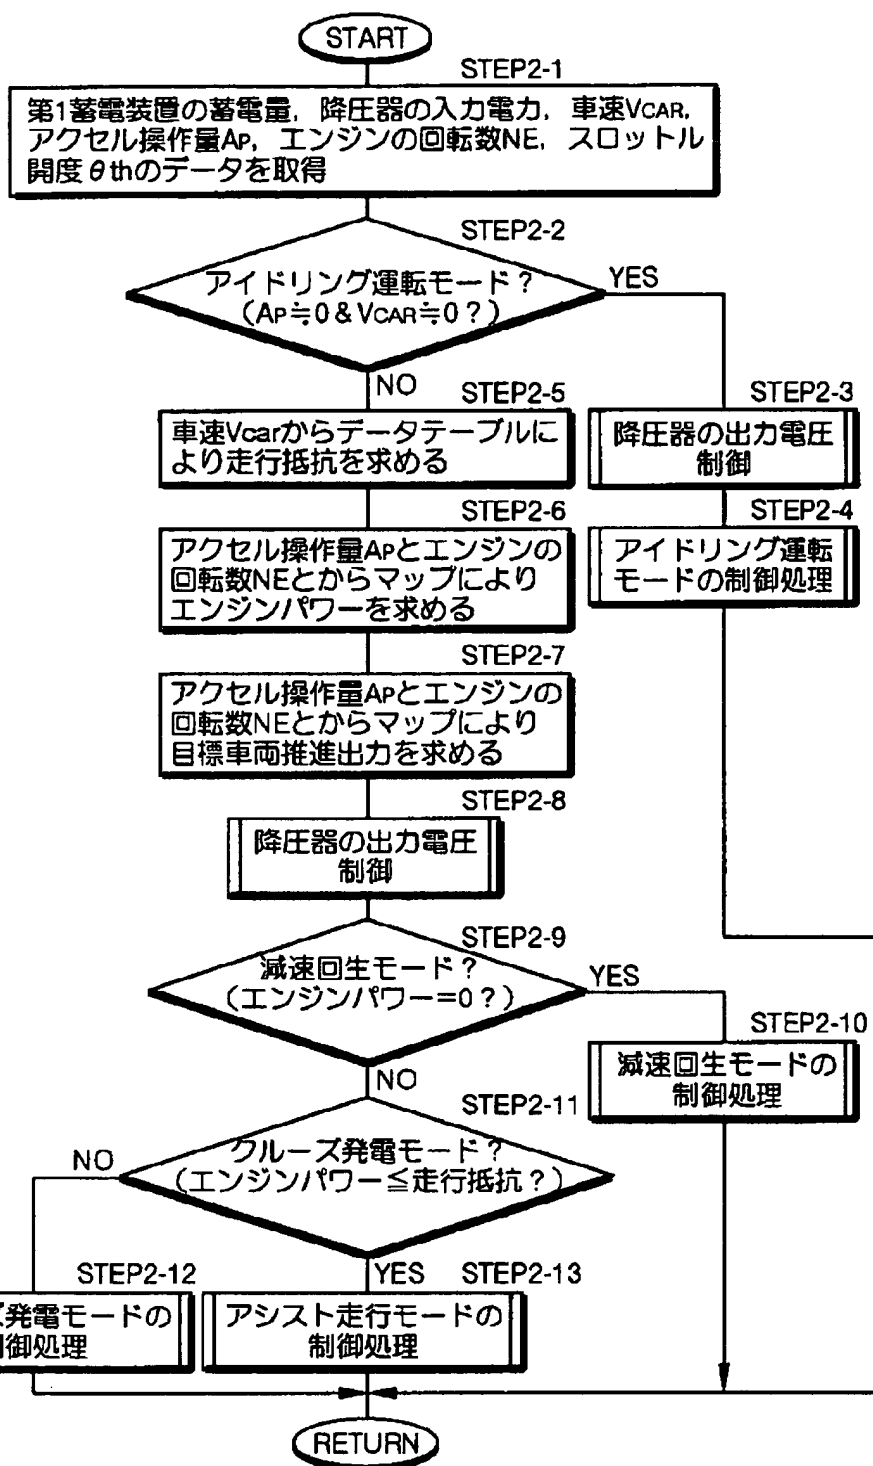 START
STEP2-1
第1蓄電装置の蓄電量, 降圧器の入力電力, 車速VCAR,
アクセル操作量AP, エンジンの回転数NE, スロットル
開度θthのデータを取得
STEP2-2
アイドリング運転モード?
(AP≒0&VCAR≒0?)
YES
NO
STEP2-5
車速Vcarからデータテーブルに
より走行抵抗を求める
STEP2-3
降圧器の出力電圧
制御
STEP2-6
アクセル操作量APとエンジンの
回転数NEとからマップにより
エンジンパワーを求める
STEP2-4
アイドリング運転
モードの制御処理
STEP2-7
アクセル操作量APとエンジンの
回転数NEとからマップにより
目標車両推進出力を求める
STEP2-8
降圧器の出力電圧
制御
STEP2-9
減速回生モード?
(エンジンパワー=0?)
YES
NO
STEP2-10
減速回生モードの
制御処理
STEP2-11
クルーズ発電モード?
(エンジンパワー≦走行抵抗?)
NO
YES
STEP2-12
発電モードの
御処理
STEP2-13
アシスト走行モードの
制御処理
RETURN